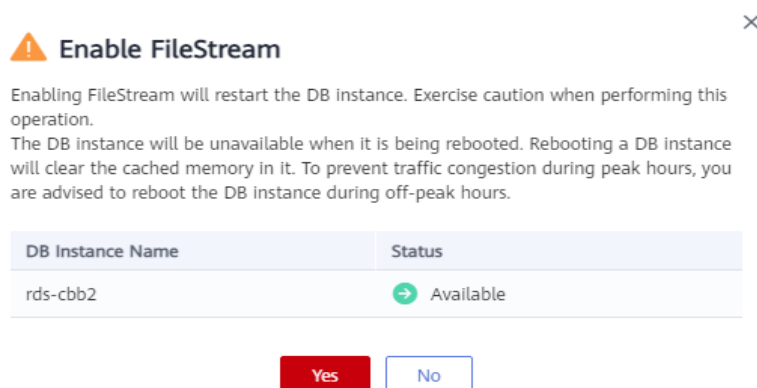 Enable FileStream
Enabling FileStream will restart the DB instance. Exercise caution when performing this
operation.
The DB instance will be unavailable when it is being rebooted. Rebooting a DB instance
will clear the cached memory in it. To prevent traffic congestion during peak hours, you
are advised to reboot the DB instance during off-peak hours.
DB Instance Name Status
rds-cbb2 Available
Yes No